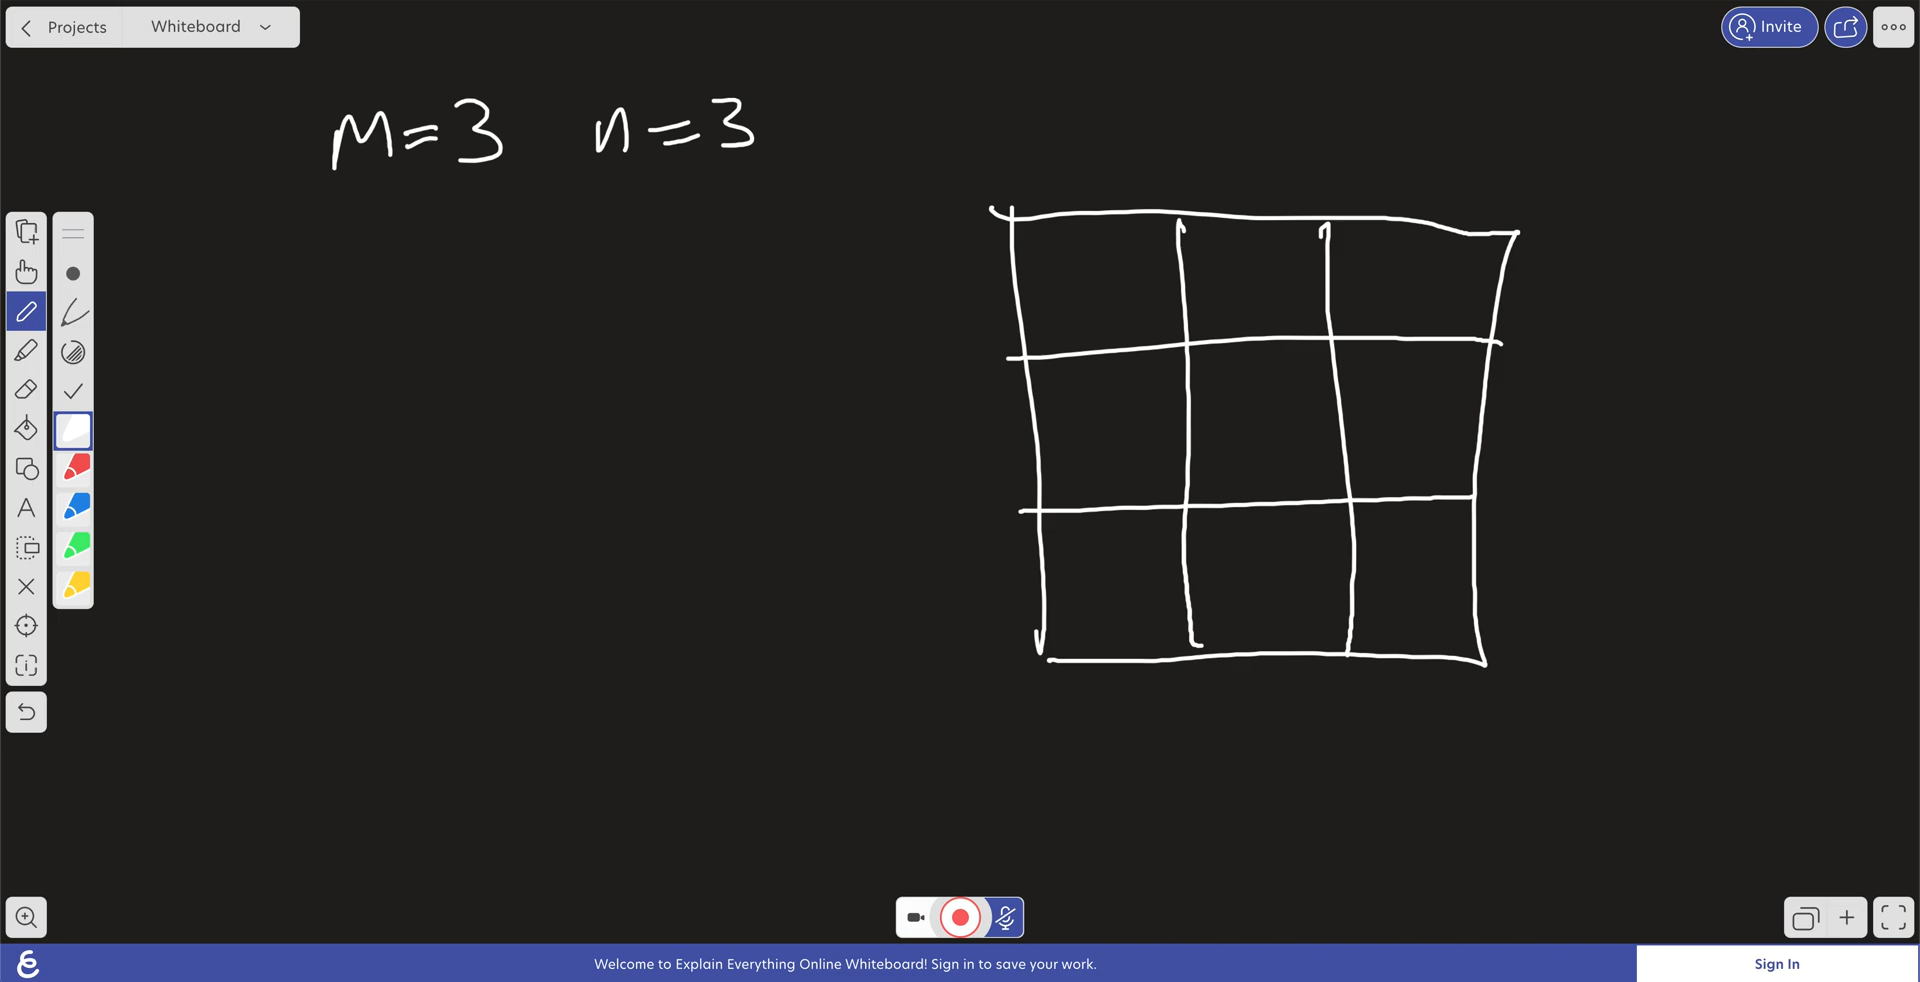 Projects Whiteboard
Invite
M=3 n=3
A
Welcome to Explain Everything Online Whiteboard! Sign in to save your work.
Sign In